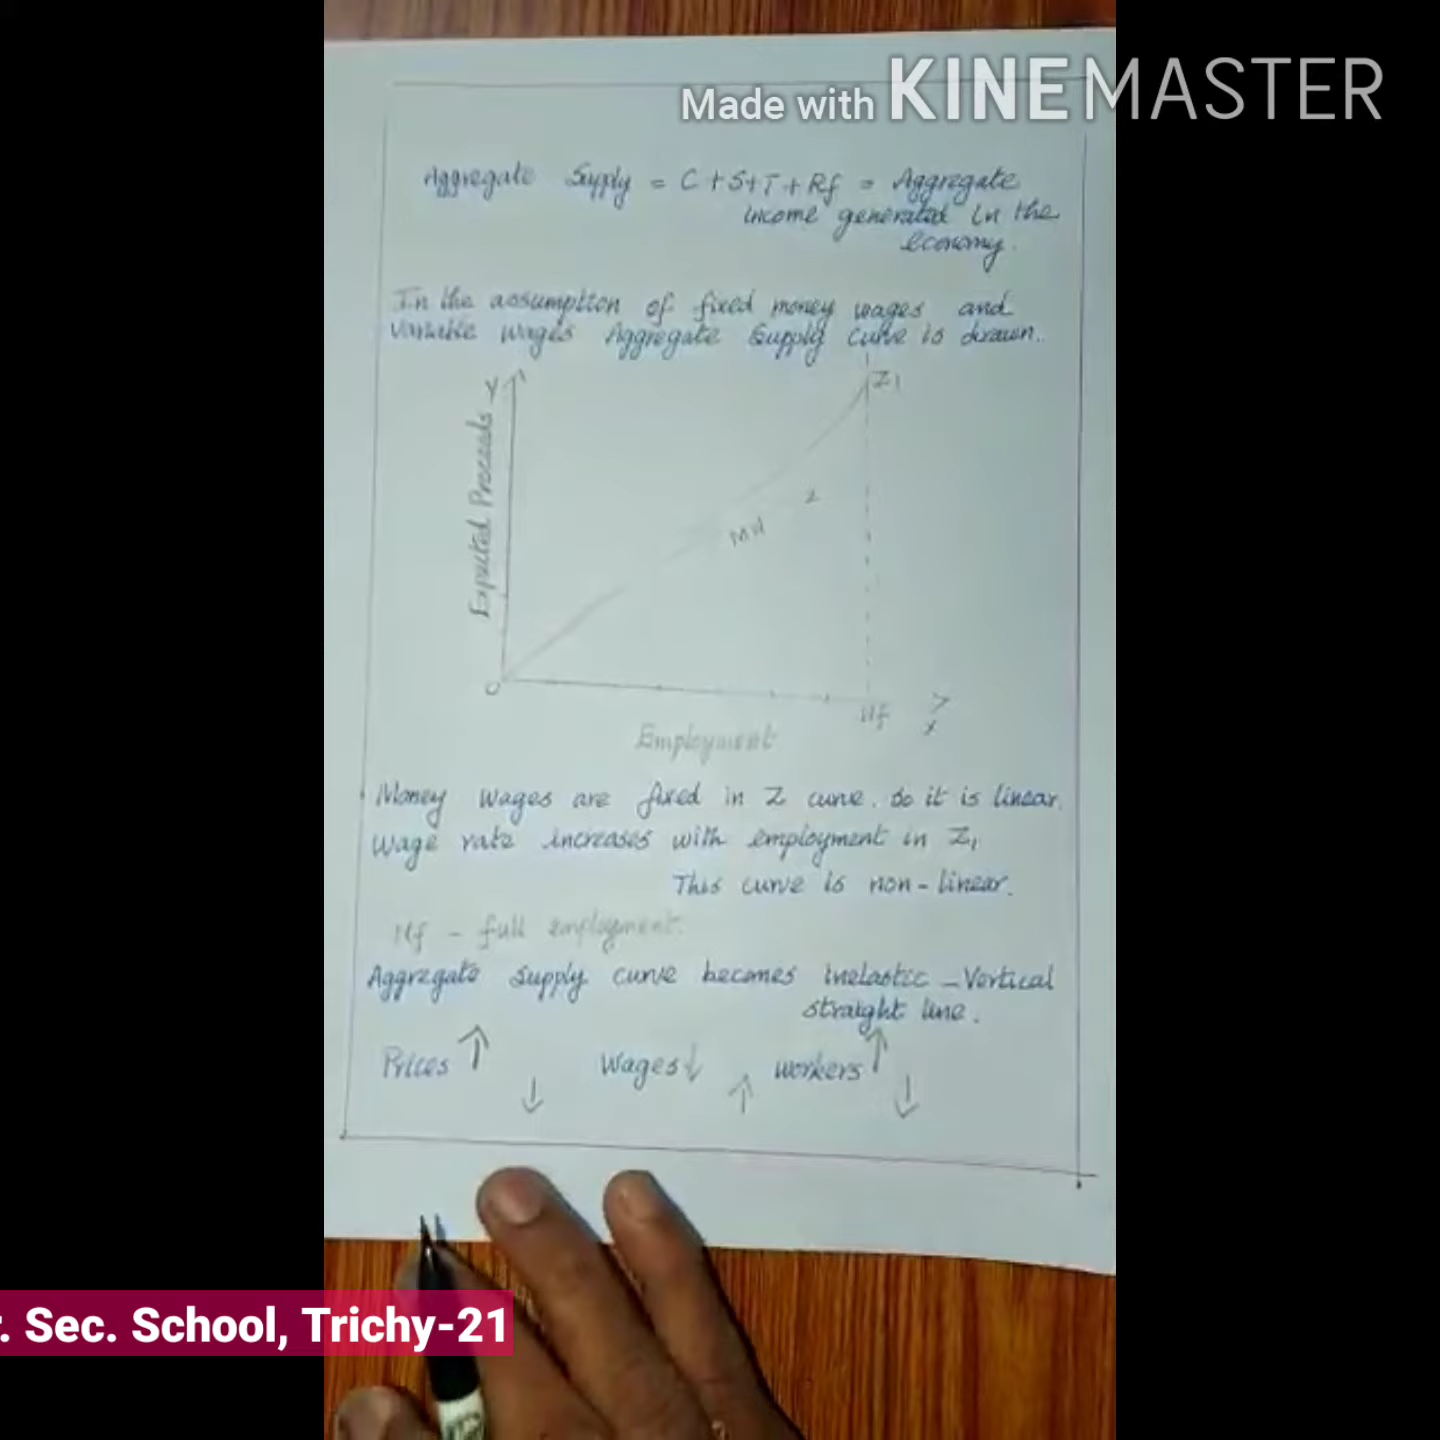 Made with KINEMASTER
Aggregate Supply = C + S + T + Rf = Aggregate
income generated in the
economy.
In the assumption of fixed money wages and
variable wages Aggregate Supply curve is drawn..
Y
Z1
Expected Proceeds
Z
WN
O
Nf
X
Employment
Money wages are fixed in Z curve. So it is linear.
Wage rate increases with employment in Z1
This curve is non-linear.
Nf - full employment.
Aggregate supply curve becomes inelastic - Vertical
straight line.
Prices ↑ Wages ↓ workers ↑
↓ ↑ ↓
. Sec. School, Trichy-21